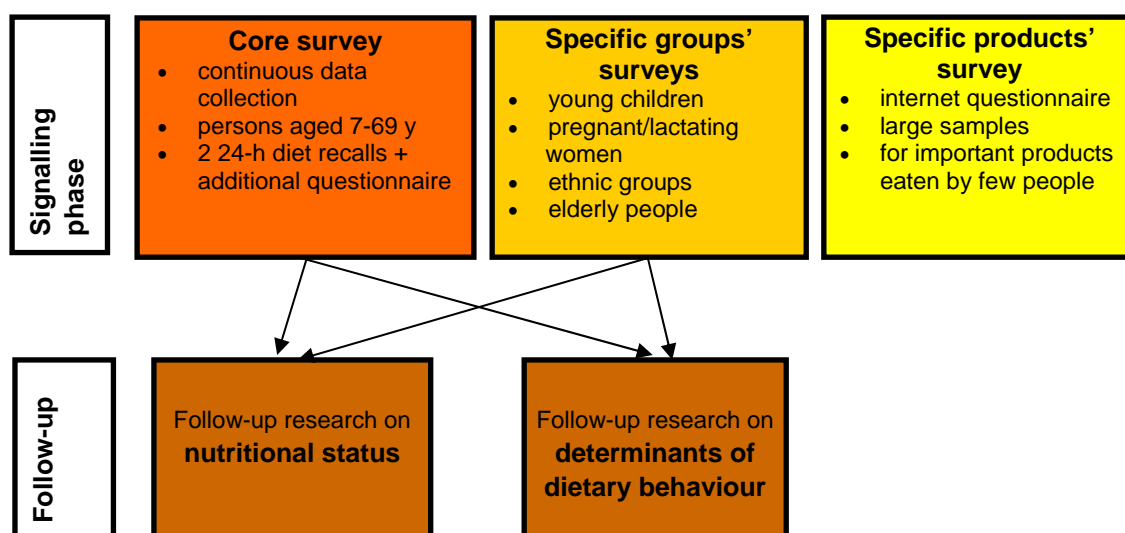 Signalling
phase
Core survey
• continuous data
collection
• persons aged 7-69 y
• 2 24-h diet recalls +
additional questionnaire
Specific groups’
surveys
• young children
• pregnant/lactating
women
• ethnic groups
• elderly people
Specific products’
survey
• internet questionnaire
• large samples
• for important products
eaten by few people
Follow-up
Follow-up research on
nutritional status
Follow-up research on
determinants of
dietary behaviour